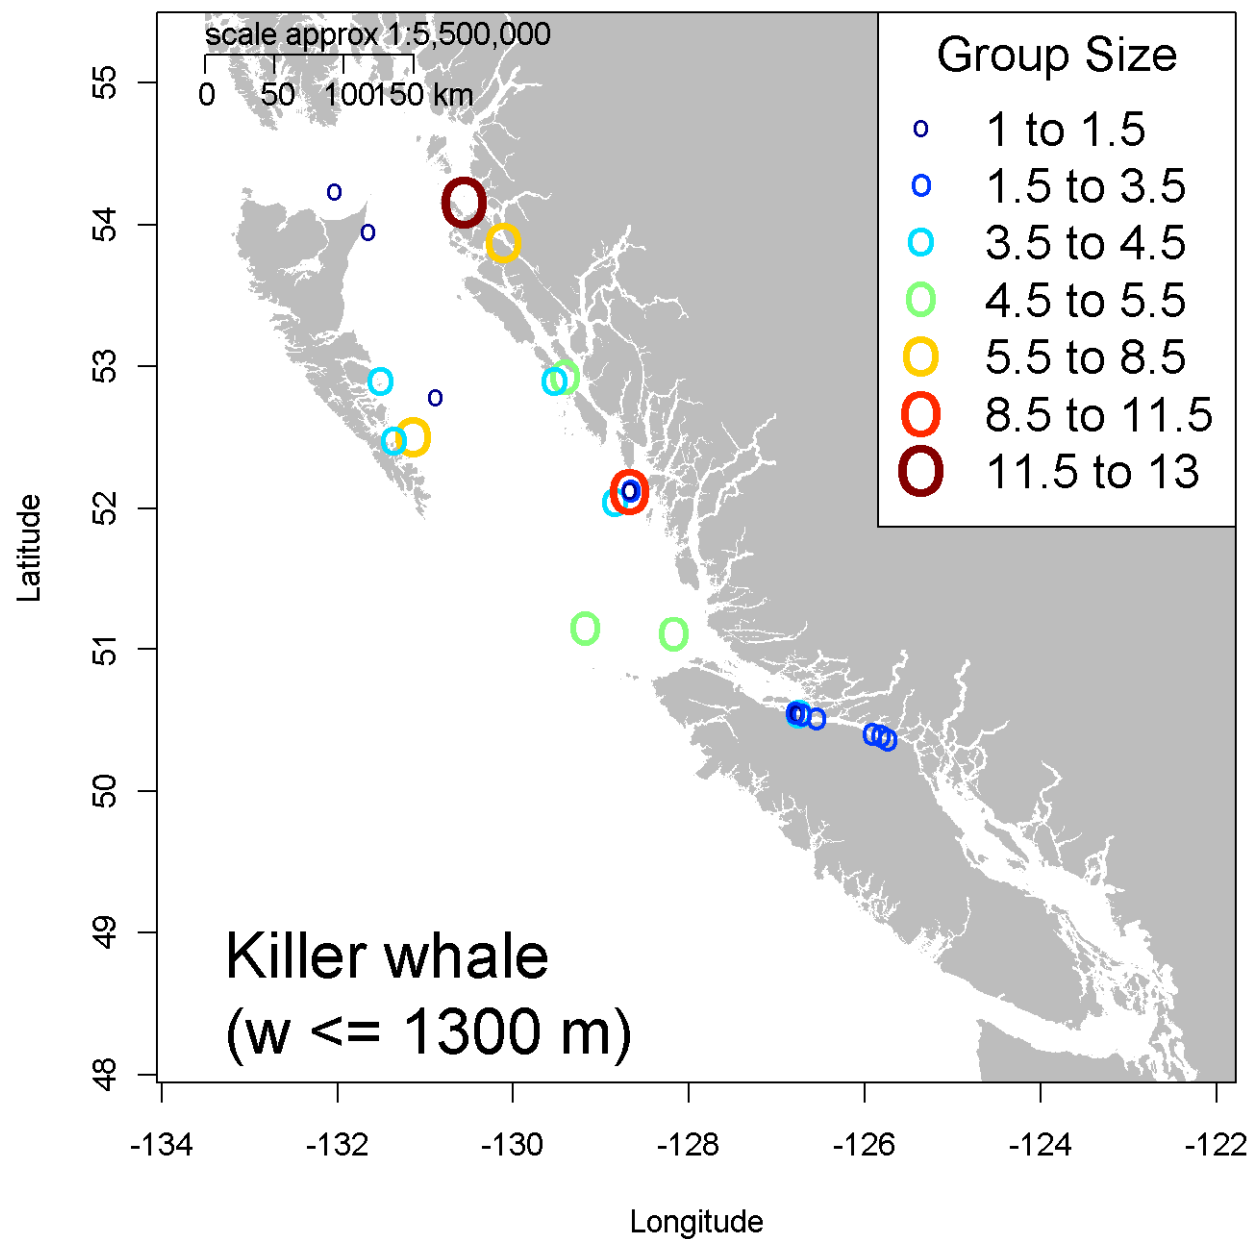 scale approx 1:5,500,000
0 50 100150 km
Group Size
1 to 1.5
1.5 to 3.5
3.5 to 4.5
4.5 to 5.5
5.5 to 8.5
8.5 to 11.5
11.5 to 13
55
54
53
52
51
50
49
48
Latitude
Killer whale
(w <= 1300 m)
-134 -132 -130 -128 -126 -124 -122
Longitude